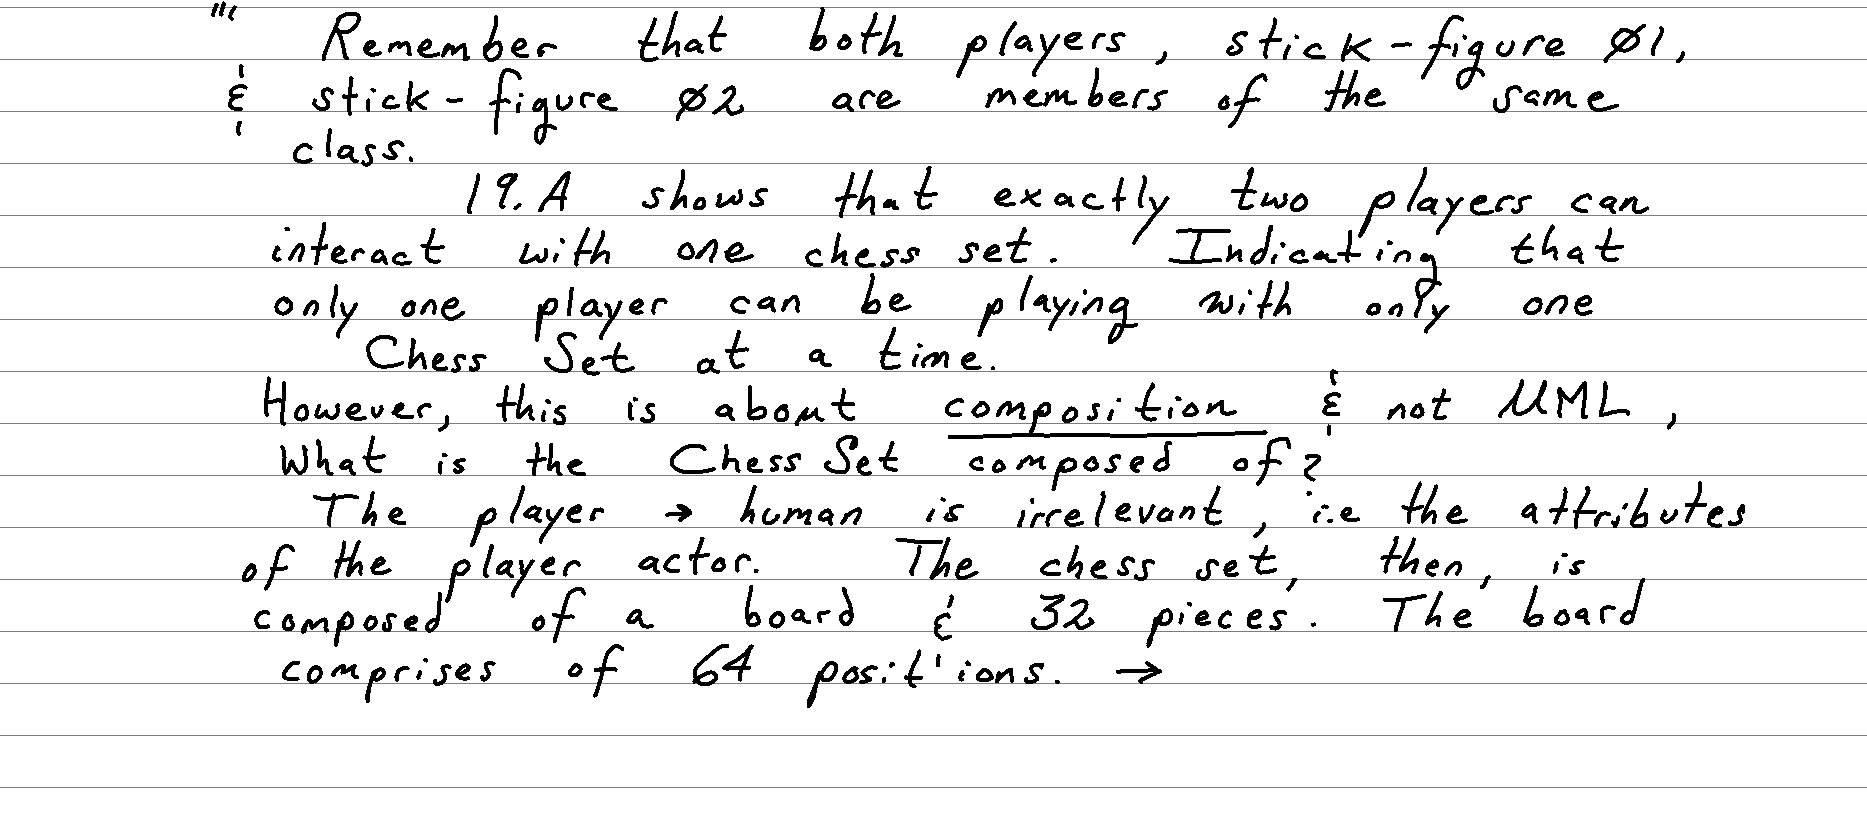 "' Remember that both players, stick-figure Ø1,
& stick-figure Ø2 are members of the same
class.
19.A shows that exactly two players can
interact with one chess set. Indicating that
only one player can be playing with only one
Chess Set at a time.
However, this is about composition & not UML,
What is the Chess Set composed of?
The player → human is irrelevant, i.e the attributes
of the player actor. The chess set, then, is
composed of a board & 32 pieces. The board
comprises of 64 posit'ions. →